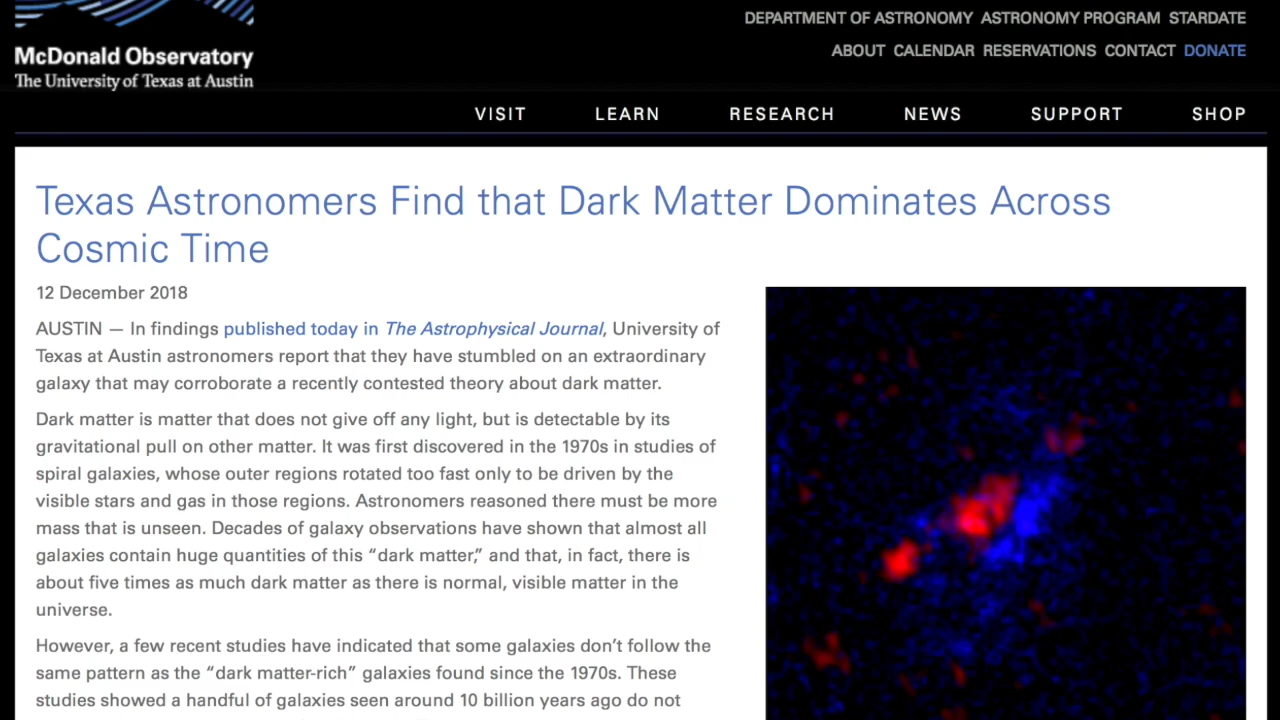 McDonald Observatory
The University of Texas at Austin
DEPARTMENT OF ASTRONOMY ASTRONOMY PROGRAM STARDATE
ABOUT CALENDAR RESERVATIONS CONTACT DONATE
VISIT LEARN RESEARCH NEWS SUPPORT SHOP
Texas Astronomers Find that Dark Matter Dominates Across
Cosmic Time
12 December 2018
AUSTIN — In findings published today in The Astrophysical Journal, University of
Texas at Austin astronomers report that they have stumbled on an extraordinary
galaxy that may corroborate a recently contested theory about dark matter.
Dark matter is matter that does not give off any light, but is detectable by its
gravitational pull on other matter. It was first discovered in the 1970s in studies of
spiral galaxies, whose outer regions rotated too fast only to be driven by the
visible stars and gas in those regions. Astronomers reasoned there must be more
mass that is unseen. Decades of galaxy observations have shown that almost all
galaxies contain huge quantities of this “dark matter,” and that, in fact, there is
about five times as much dark matter as there is normal, visible matter in the
universe.
However, a few recent studies have indicated that some galaxies don’t follow the
same pattern as the “dark matter-rich” galaxies found since the 1970s. These
studies showed a handful of galaxies seen around 10 billion years ago do not